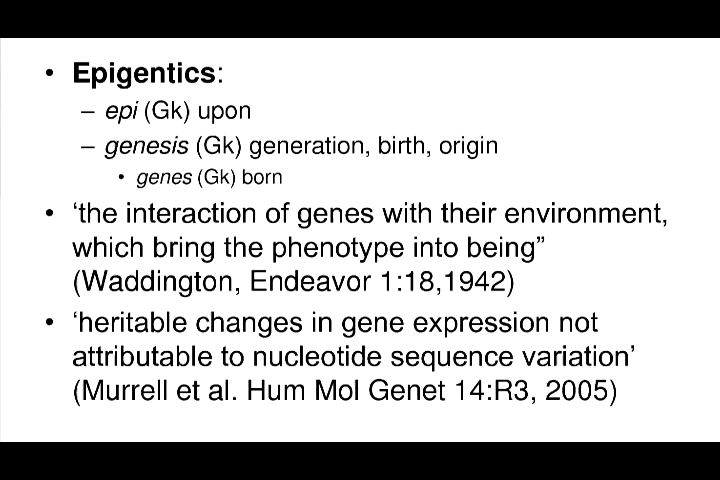 • Epigentics:
– epi (Gk) upon
– genesis (Gk) generation, birth, origin
• genes (Gk) born
• ‘the interaction of genes with their environment,
which bring the phenotype into being”
(Waddington, Endeavor 1:18,1942)
• ‘heritable changes in gene expression not
attributable to nucleotide sequence variation’
(Murrell et al. Hum Mol Genet 14:R3, 2005)